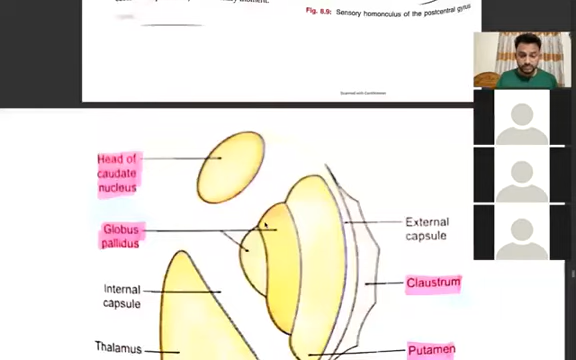 Fig. 8.9: Sensory homonculus of the postcentral gyrus
Head of
caudate
nucleus
Globus
pallidus
External
capsule
Internal
capsule
Claustrum
Thalamus
Putamen